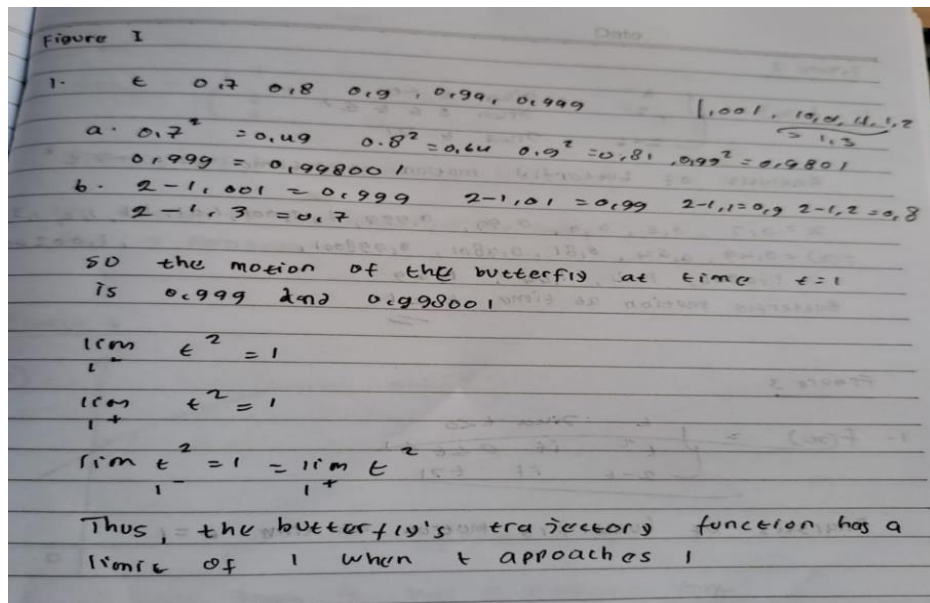 Figure I
1. t 0,7 0,8 0,9, 0,99, 0,999 1,001, 1,2
= 1,3
a. 0,7² = 0,49 0.8² = 0,64 0,9² = 0,81, 0,99² = 0,9801
0,999 = 0,998001
b. 2-1,001 = 0,999 2-1,01 = 0,99 2-1,1=0,9 2-1,2=0,8
2-1,3 = 0,7
so the motion of the butterfly at time t=1
is 0,999 and 0,998001
lim t² = 1
1⁻
lim t² = 1
1⁺
lim t² = 1 = lim t²
1⁻ 1⁺
Thus, the butterfly's trajectory function has a
limit of 1 when t approaches 1